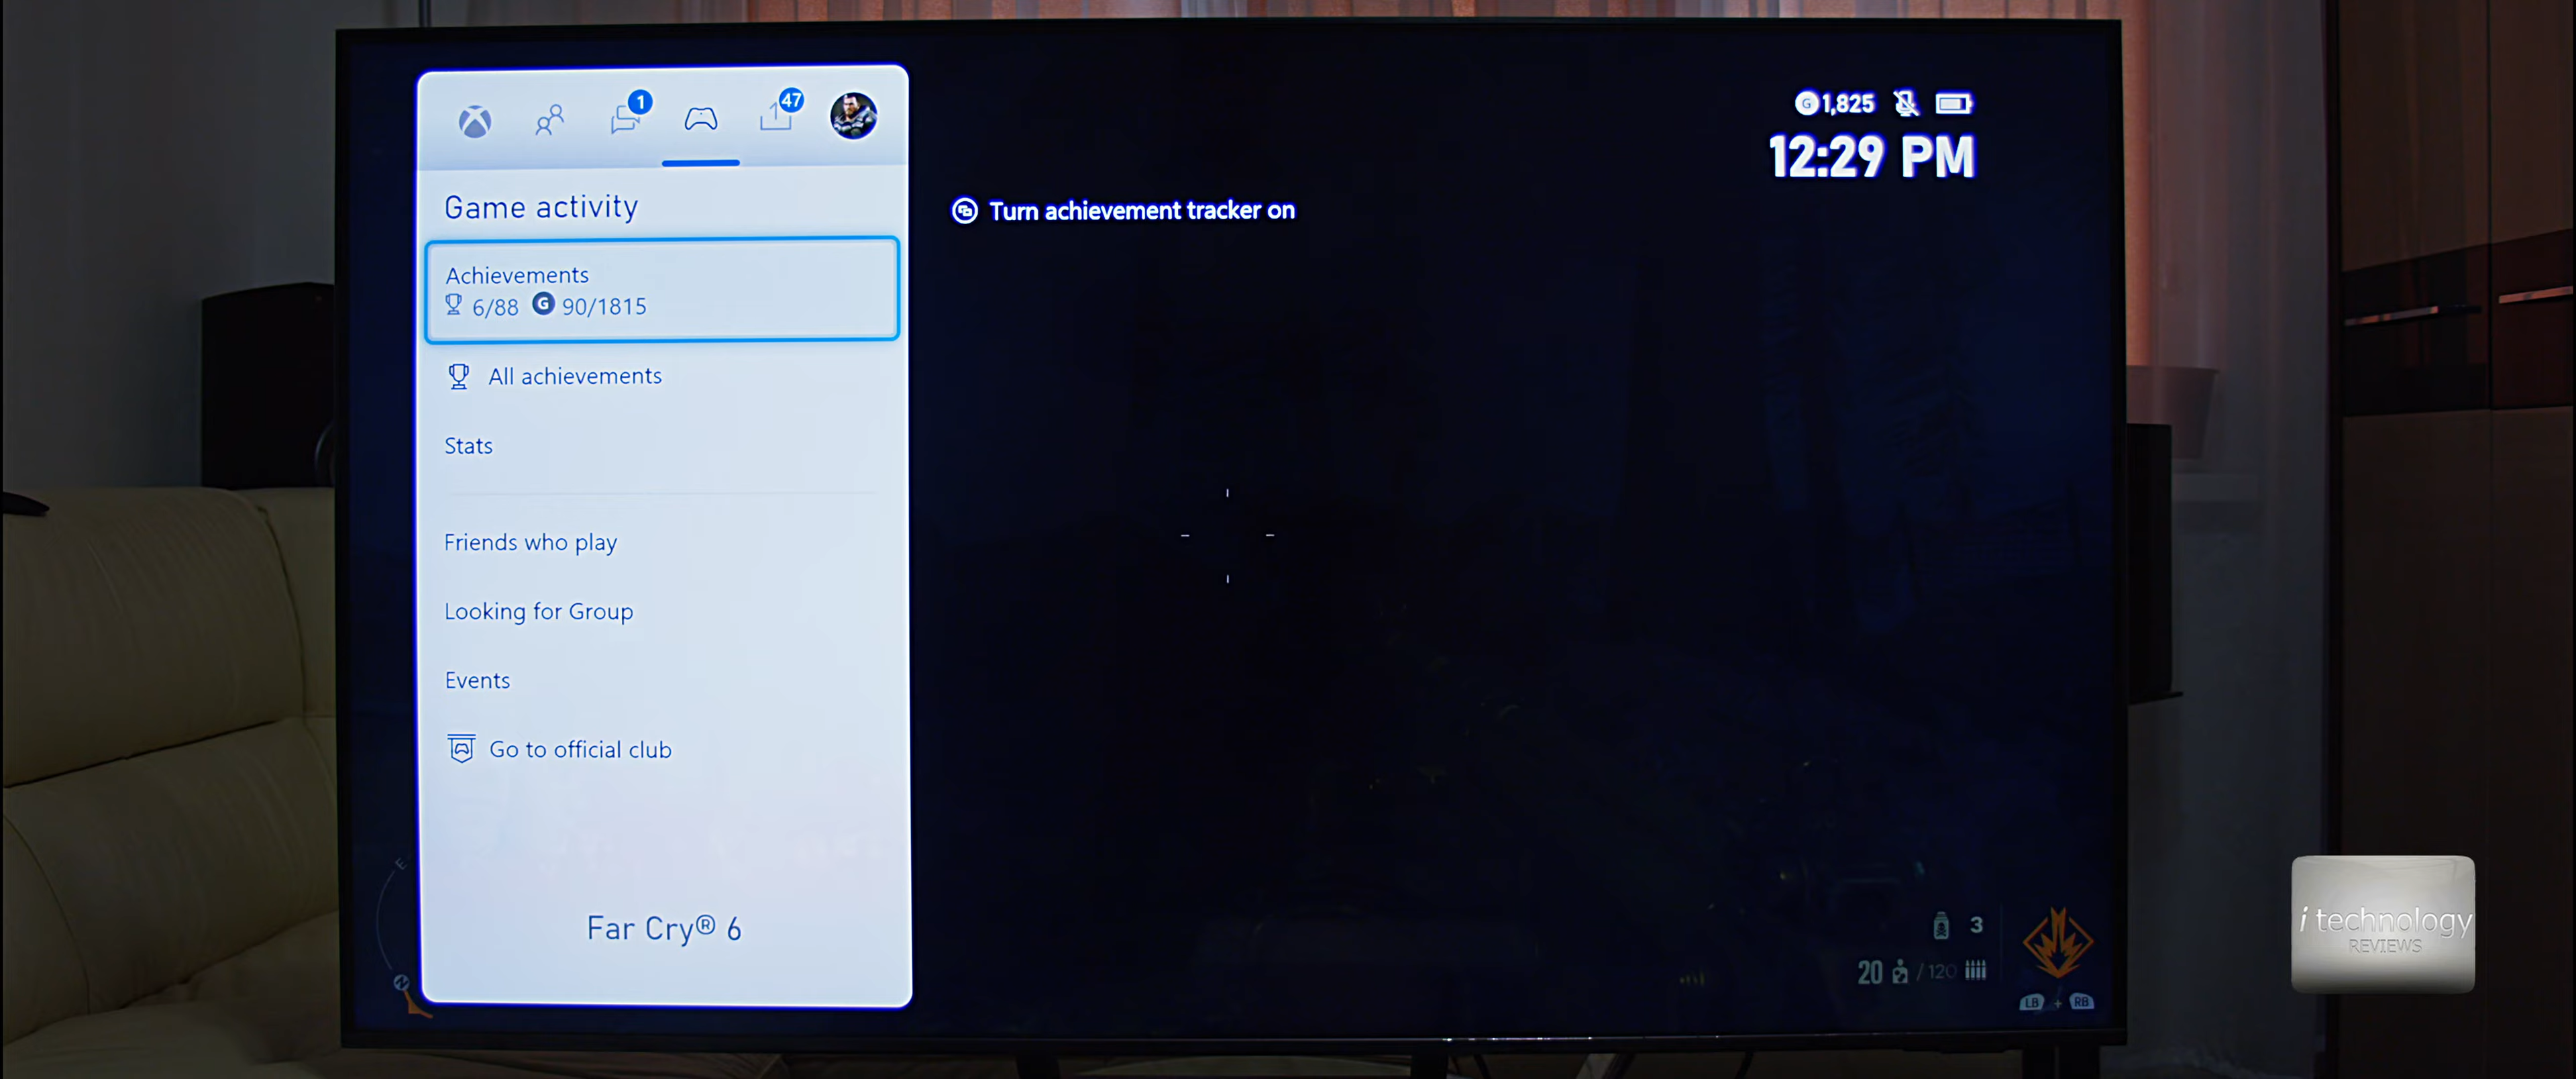 1
47
G 1,825
12:29 PM
Game activity
Turn achievement tracker on
Achievements
6/88 G 90/1815
All achievements
Stats
Friends who play
Looking for Group
Events
Go to official club
E
Far Cry® 6
3
20 / 120
LB + RB
i technology
REVIEWS